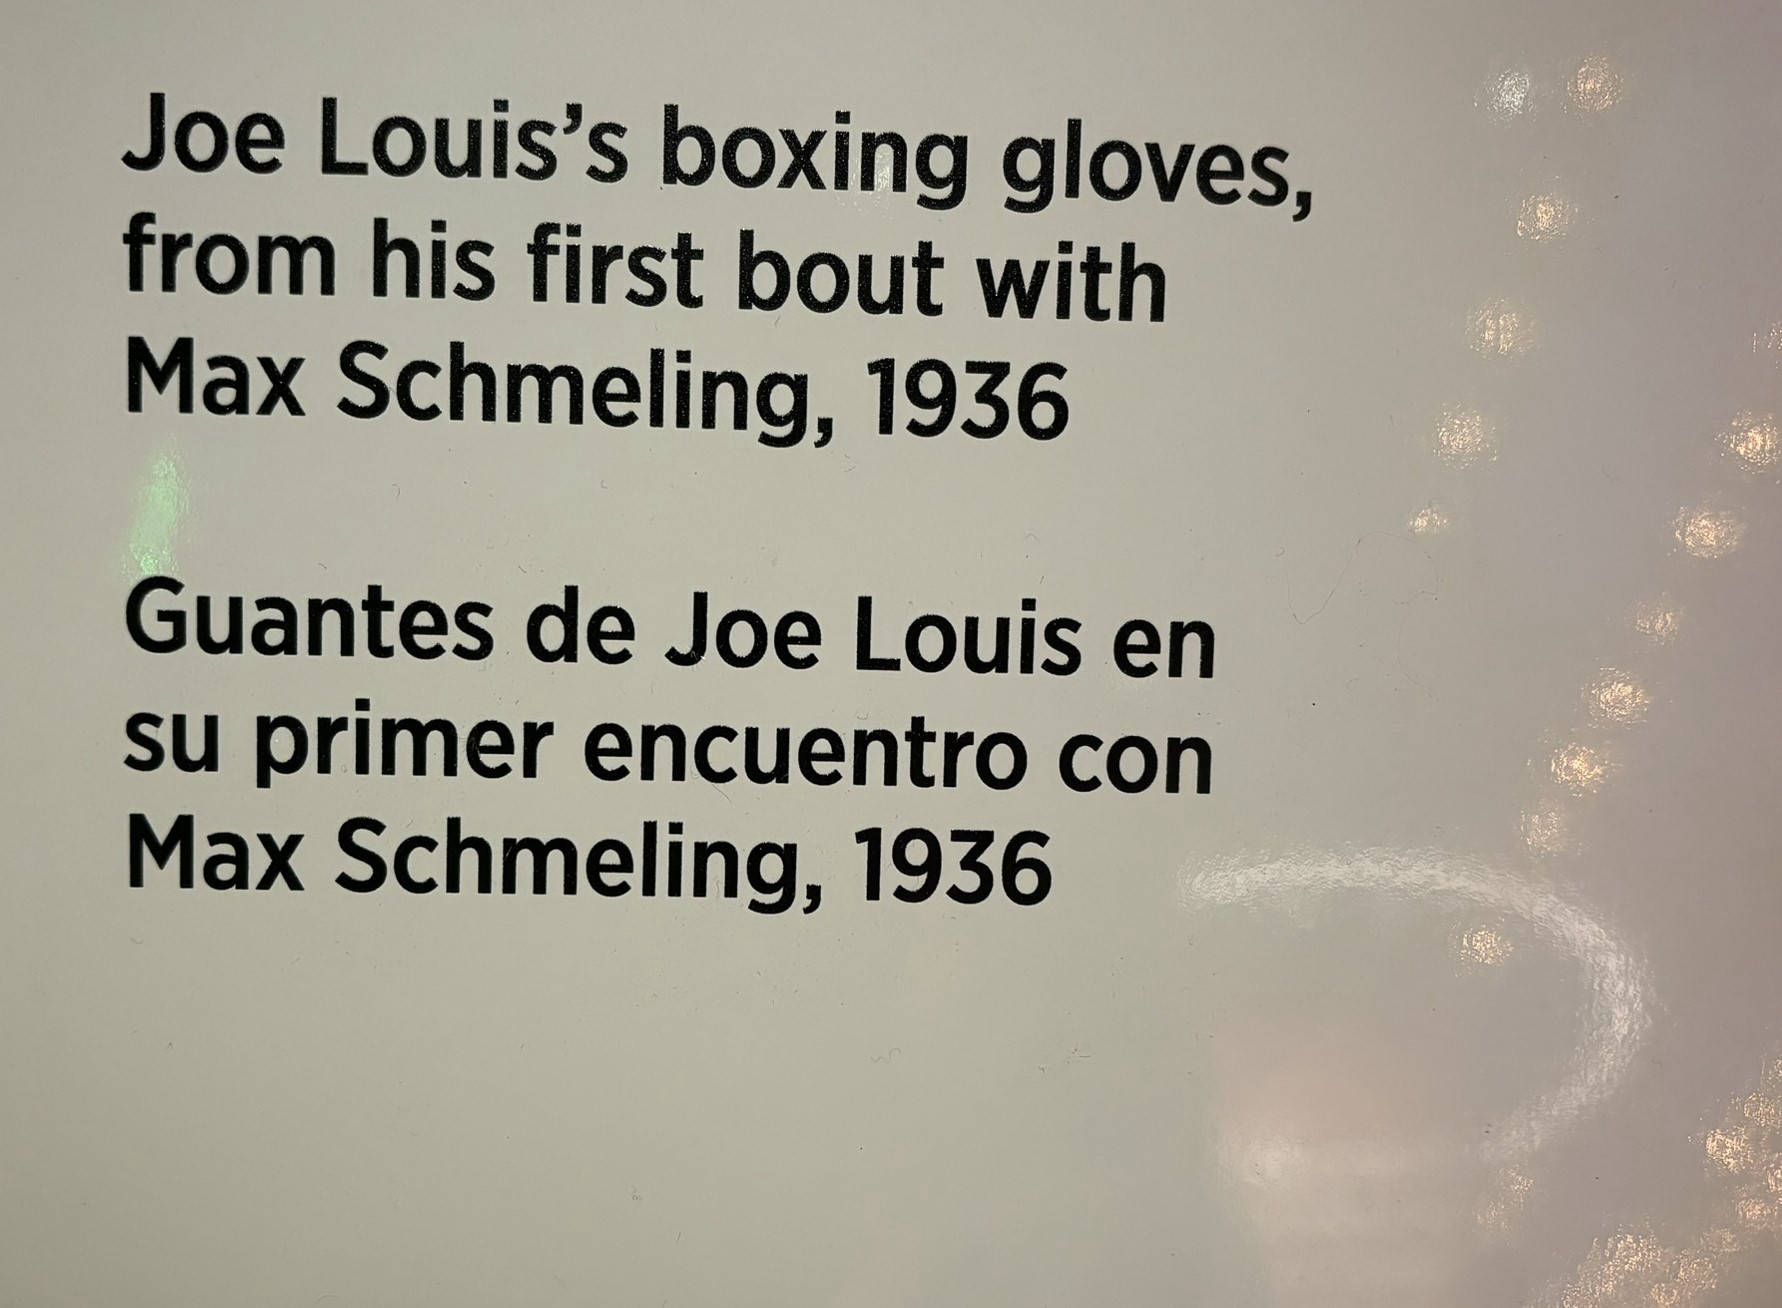 Joe Louis’s boxing gloves,
from his first bout with
Max Schmeling, 1936
Guantes de Joe Louis en
su primer encuentro con
Max Schmeling, 1936